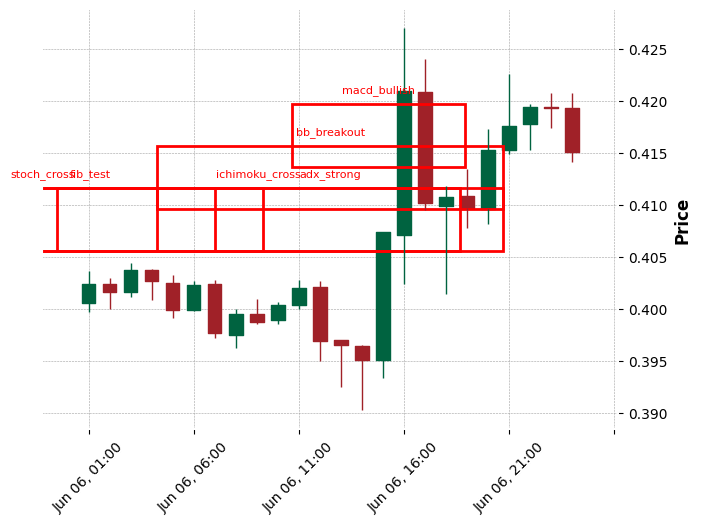 macd_bullish
bb_breakout
stoch_cross
fib_test
ichimoku_cross
adx_strong
0.425
0.420
0.415
0.410
0.405
0.400
0.395
0.390
Price
Jun 06, 01:00
Jun 06, 06:00
Jun 06, 11:00
Jun 06, 16:00
Jun 06, 21:00